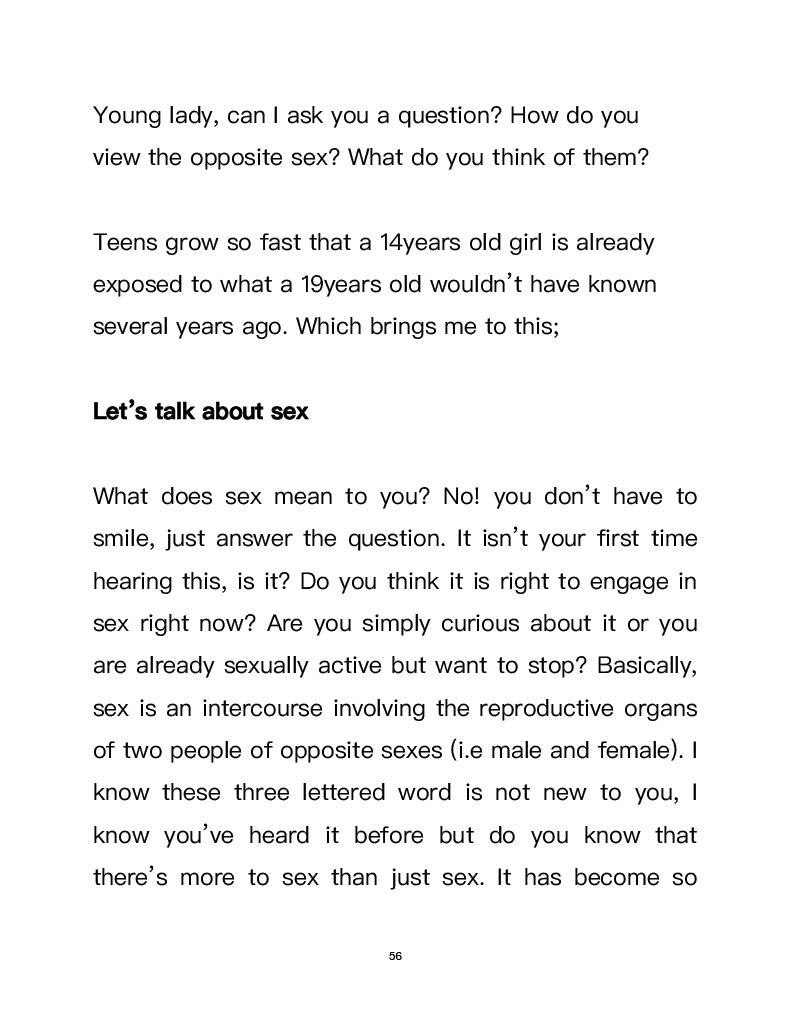 Young lady, can I ask you a question? How do you
view the opposite sex? What do you think of them?
Teens grow so fast that a 14years old girl is already
exposed to what a 19years old wouldn’t have known
several years ago. Which brings me to this;
Let’s talk about sex
What does sex mean to you? No! you don’t have to
smile, just answer the question. It isn’t your first time
hearing this, is it? Do you think it is right to engage in
sex right now? Are you simply curious about it or you
are already sexually active but want to stop? Basically,
sex is an intercourse involving the reproductive organs
of two people of opposite sexes (i.e male and female). I
know these three lettered word is not new to you, I
know you’ve heard it before but do you know that
there’s more to sex than just sex. It has become so
56